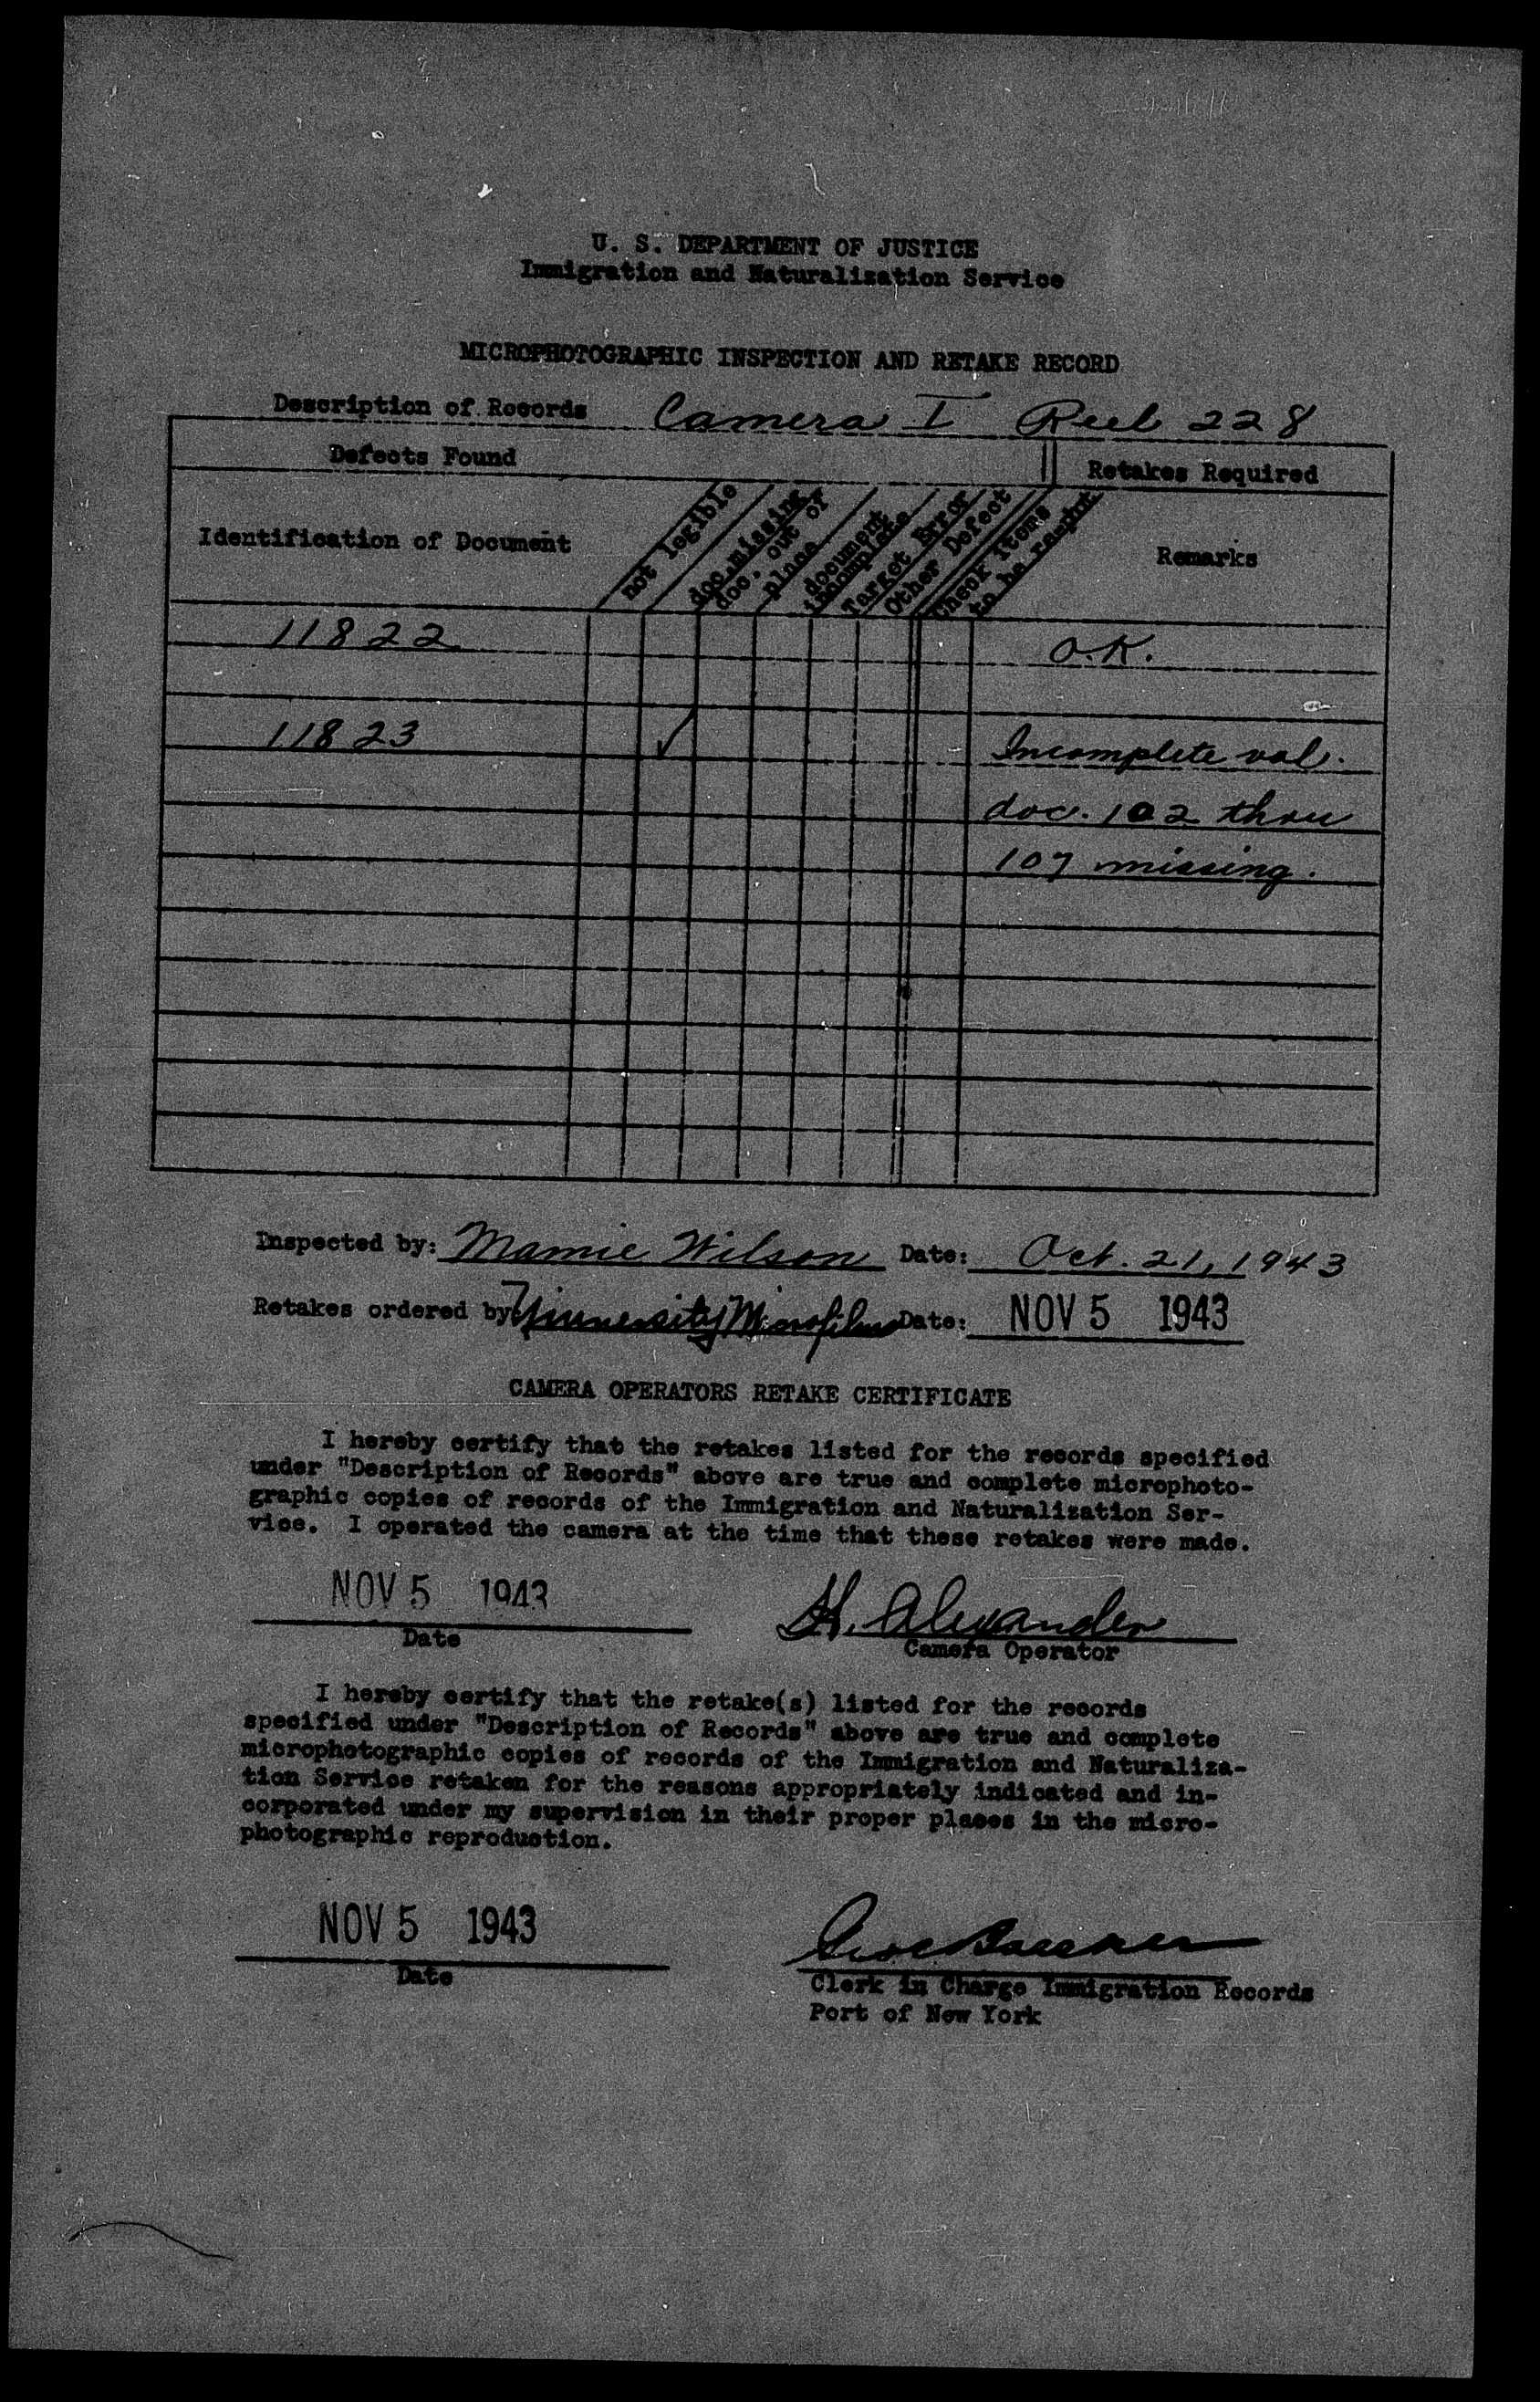 U. S. DEPARTMENT OF JUSTICE
Immigration and Naturalization Service
MICROPHOTOGRAPHIC INSPECTION AND RETAKE RECORD
Description of Records Camera I Reel 228
Defects Found
Retakes Required
Identification of Document
not legible
doc. missing
doc. out of
place
document
incomplete
Target Error
Other Defect
Check items
to be
Remarks
11822 O.K.
11823 ✓ Incomplete vol.
doc. 102 thru
107 missing.
Inspected by: Mamie Wilson Date: Oct. 21, 1943
Retakes ordered by University Microfilms Date: NOV 5 1943
CAMERA OPERATORS RETAKE CERTIFICATE
I hereby certify that the retakes listed for the records specified
under "Description of Records" above are true and complete microphoto-
graphic copies of records of the Immigration and Naturalization Ser-
vice. I operated the camera at the time that these retakes were made.
NOV 5 1943 H. Alexander
Date
Camera Operator
I hereby certify that the retake(s) listed for the records
specified under "Description of Records" above are true and complete
microphotographic copies of records of the Immigration and Naturaliza-
tion Service retaken for the reasons appropriately indicated and in-
corporated under my supervision in their proper places in the micro-
photographic reproduction.
NOV 5 1943
Date
Clerk in Charge Immigration Records
Port of New York